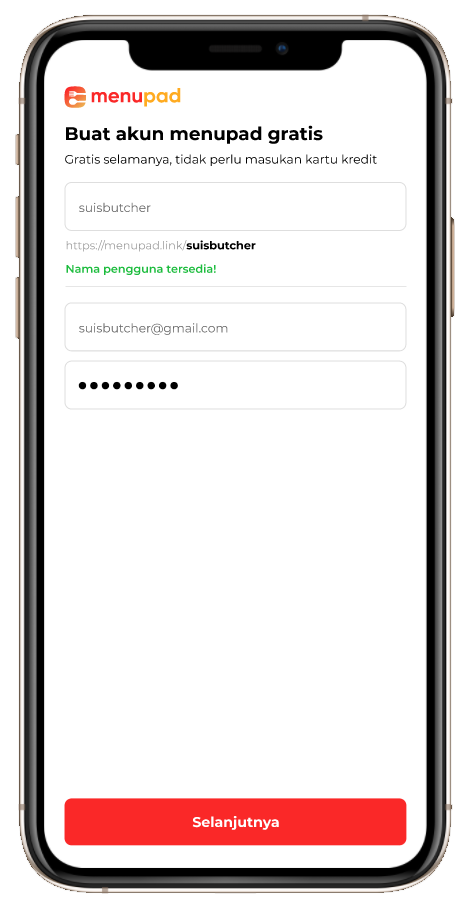 menupad
Buat akun menupad gratis
Gratis selamanya, tidak perlu masukan kartu kredit
suisbutcher
https://menupad.link/suisbutcher
Nama pengguna tersedia!
suisbutcher@gmail.com
●●●●●●●●●
Selanjutnya